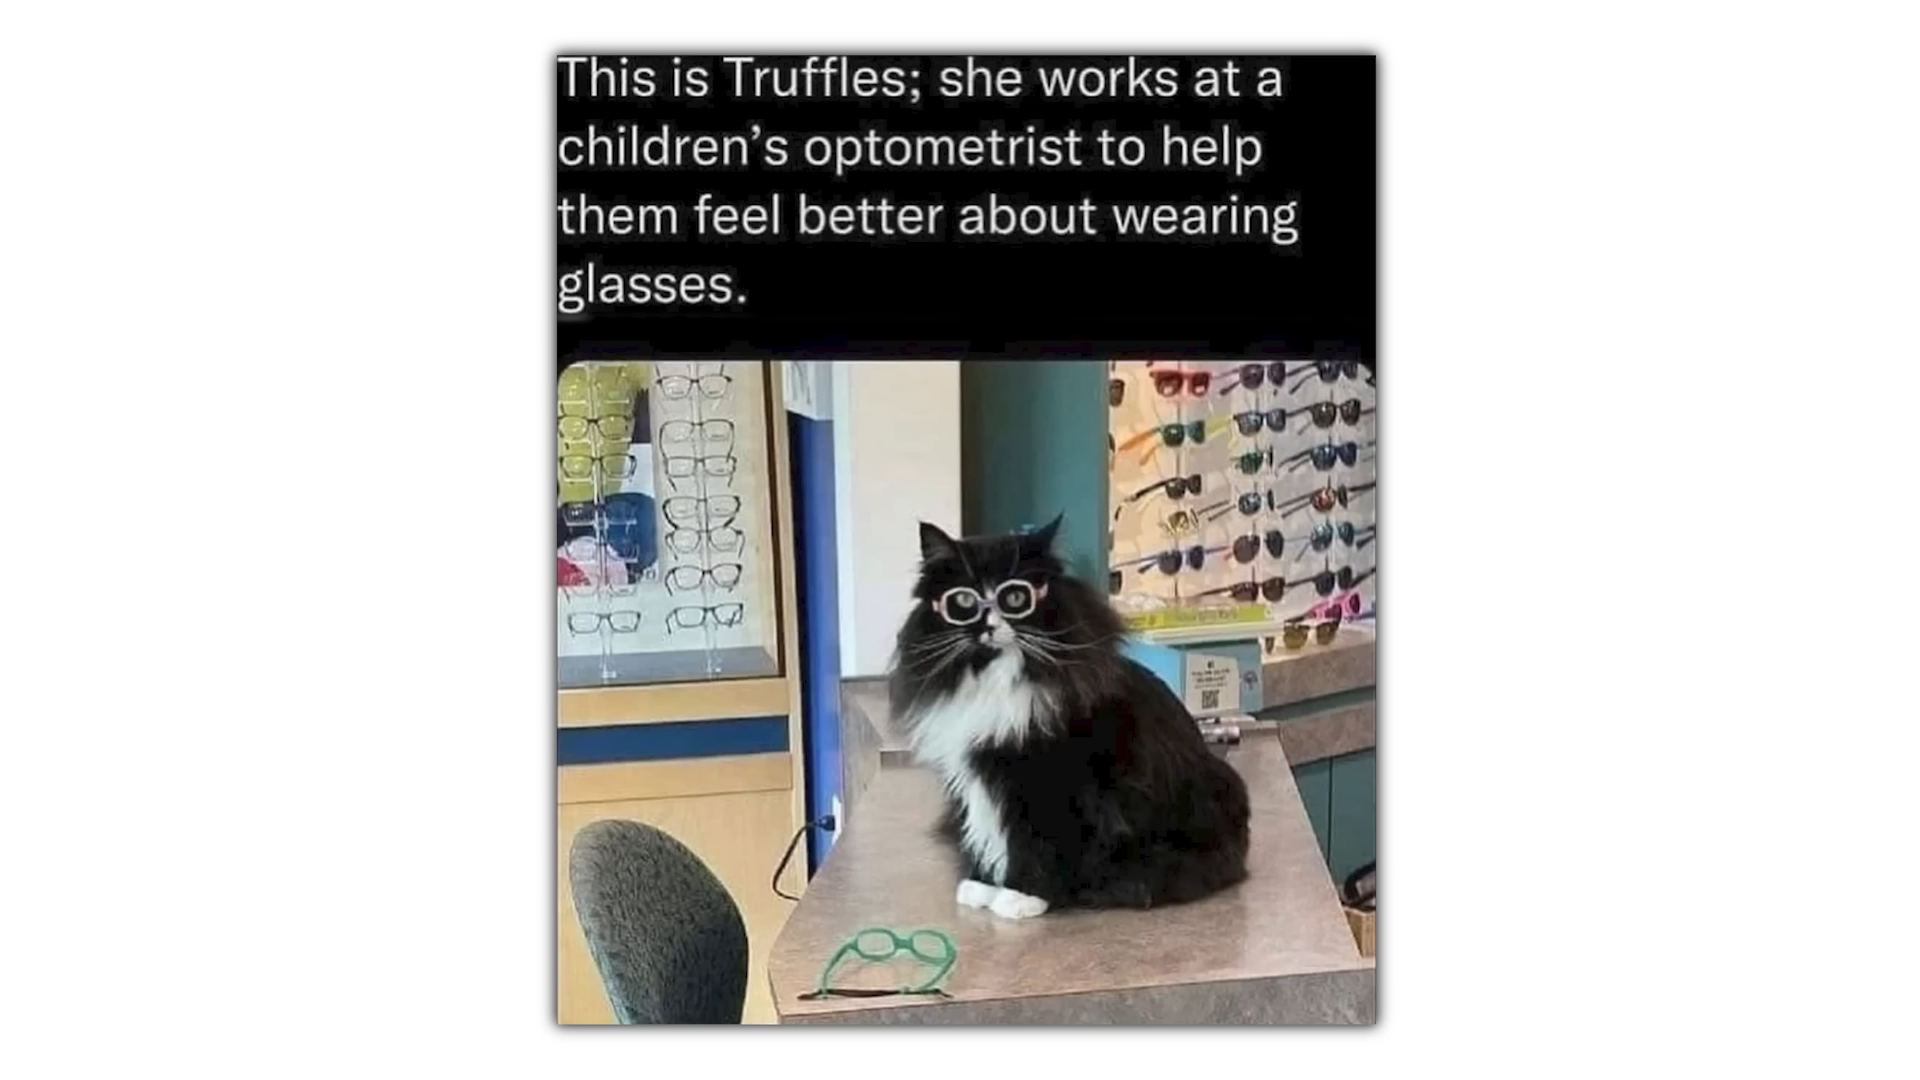 This is Truffles; she works at a
children’s optometrist to help
them feel better about wearing
glasses.